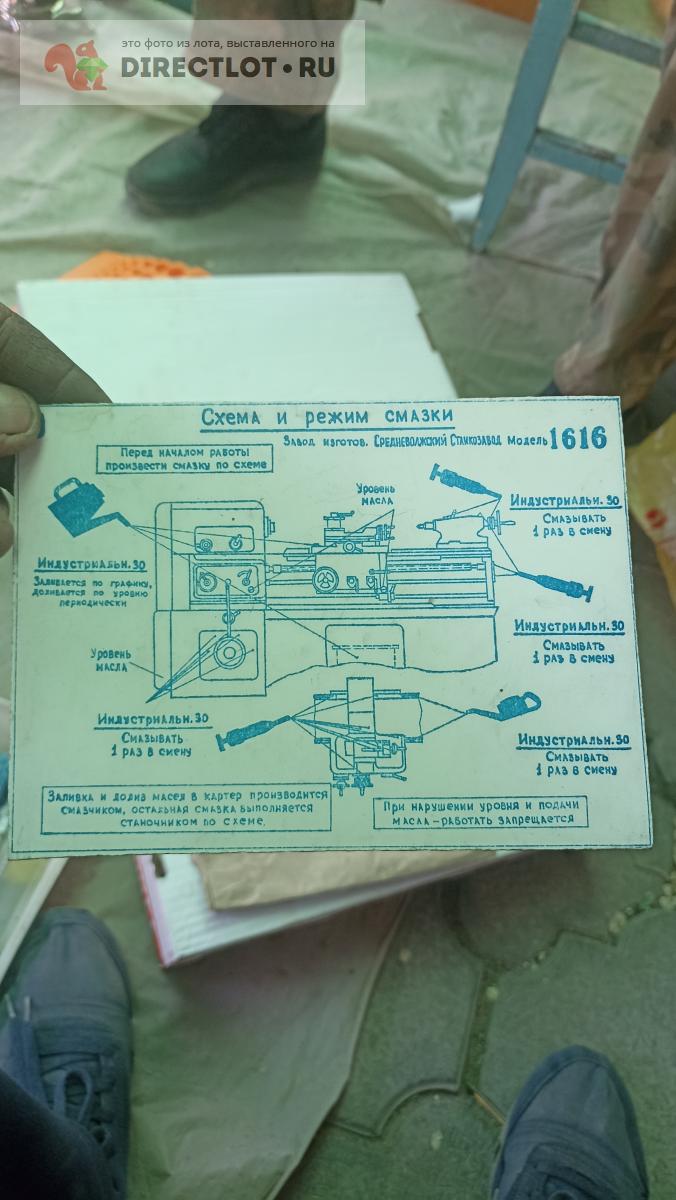 это фото из лота, выставленного на
DIRECTLOT.RU
Схема и режим смазки
Завод изготов. Средневолжский Станкозавод Модель 1616
Перед началом работы
произвести смазку по схеме
Уровень
масла
Индустриальн. 30
Смазывать
1 раз в смену
Индустриальн. 30
Заливается по графику,
доливается по уровню
периодически
Индустриальн. 30
Смазывать
1 раз в смену
Уровень
масла
Индустриальн. 30
Смазывать
1 раз в смену
Индустриальн. 30
Смазывать
1 раз в смену
Заливка и долив масел в картер производится
смазчиком, остальная смазка выполняется
станочником по схеме.
При нарушении уровня и подачи
масла - работать запрещается